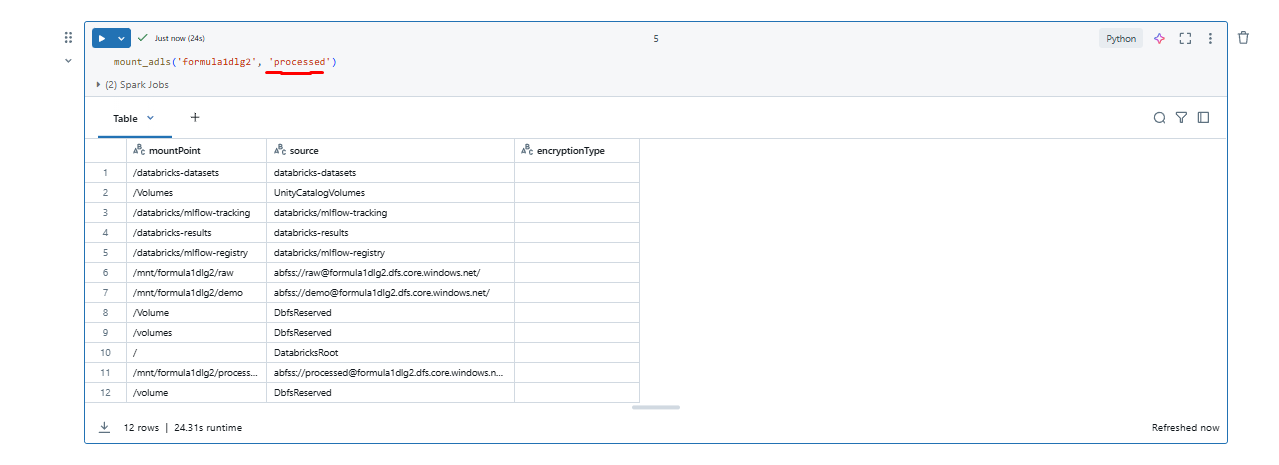 Just now (24s)
5
Python
mount_adls('formula1dlg2', 'processed')
(2) Spark Jobs
Table
+
mountPoint source encryptionType
1 /databricks-datasets databricks-datasets
2 /Volumes UnityCatalogVolumes
3 /databricks/mlflow-tracking databricks/mlflow-tracking
4 /databricks-results databricks-results
5 /databricks/mlflow-registry databricks/mlflow-registry
6 /mnt/formula1dlg2/raw abfss://raw@formula1dlg2.dfs.core.windows.net/
7 /mnt/formula1dlg2/demo abfss://demo@formula1dlg2.dfs.core.windows.net/
8 /Volume DbfsReserved
9 /volumes DbfsReserved
10 / DatabricksRoot
11 /mnt/formula1dlg2/process... abfss://processed@formula1dlg2.dfs.core.windows.n...
12 /volume DbfsReserved
12 rows | 24.31s runtime
Refreshed now